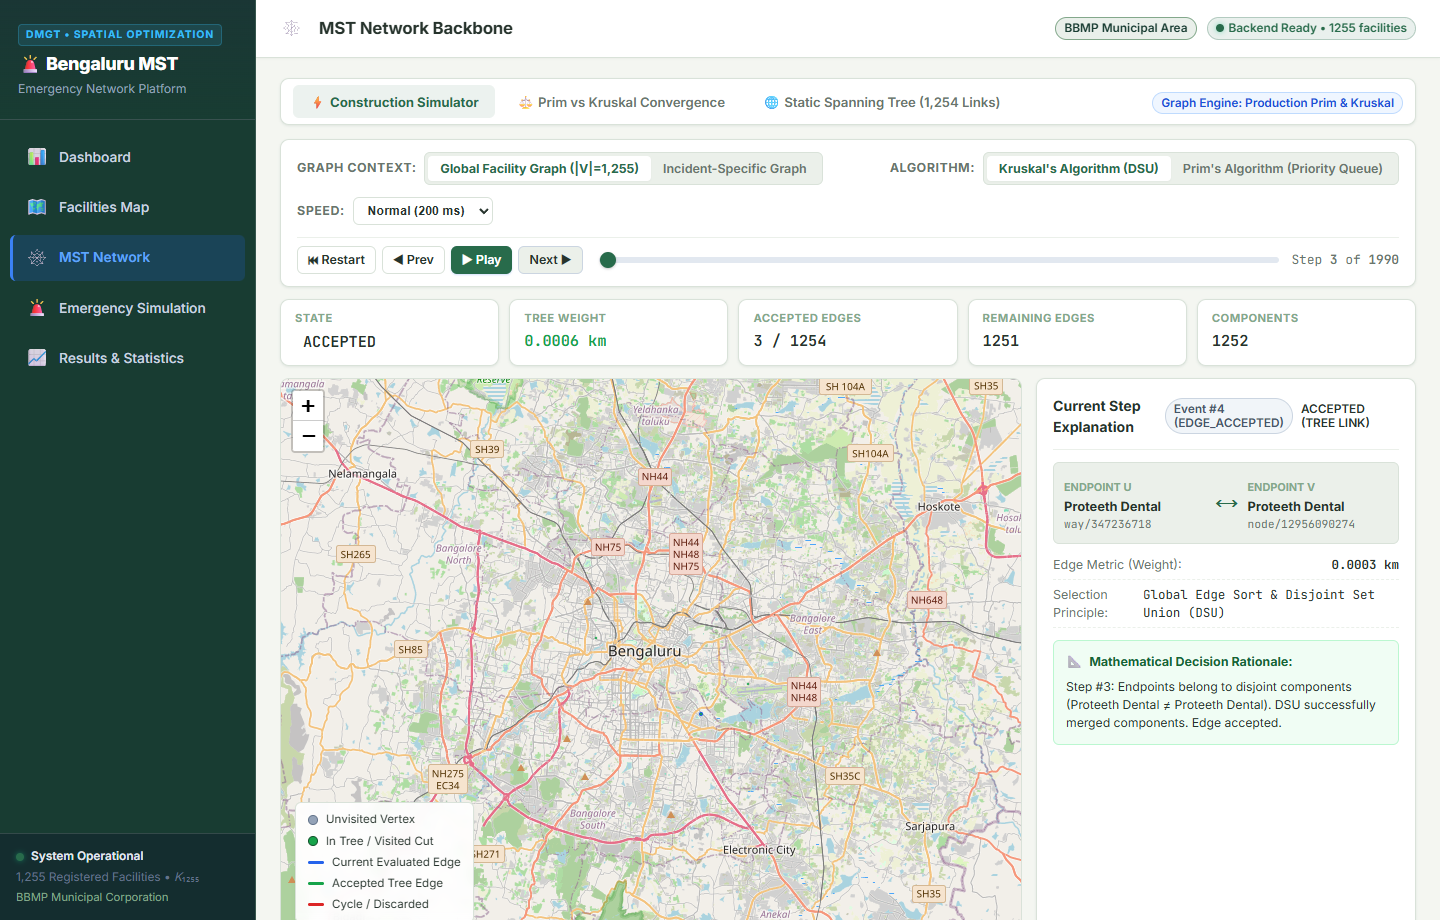 DMGT • SPATIAL OPTIMIZATION
Bengaluru MST
Emergency Network Platform
Dashboard
Facilities Map
MST Network
Emergency Simulation
Results & Statistics
System Operational
1,255 Registered Facilities • K₁₂₅₅
BBMP Municipal Corporation
MST Network Backbone
BBMP Municipal Area
Backend Ready • 1255 facilities
Construction Simulator
Prim vs Kruskal Convergence
Static Spanning Tree (1,254 Links)
Graph Engine: Production Prim & Kruskal
GRAPH CONTEXT:
Global Facility Graph (|V|=1,255)
Incident-Specific Graph
ALGORITHM:
Kruskal's Algorithm (DSU)
Prim's Algorithm (Priority Queue)
SPEED:
Normal (200 ms)
⏮ Restart
◀ Prev
▶ Play
Next ▶
Step 3 of 1990
STATE
ACCEPTED
TREE WEIGHT
0.0006 km
ACCEPTED EDGES
3 / 1254
REMAINING EDGES
1251
COMPONENTS
1252
+
−
amangala
Reserve
SH 104A
SH35
Yelahanka
taluku
SH39
SH104A
Nelamangala
NH44
Hoskote
Hosal
SH265
Bangalore
North
NH75
NH44
NH48
NH75
NH648
Bangalore
East
SH85
Bengaluru
NH44
NH48
NH275
EC34
SH35C
Bangalore
South
Sarjapura
SH271
Electronic City
SH35
Anekal
Unvisited Vertex
In Tree / Visited Cut
Current Evaluated Edge
Accepted Tree Edge
Cycle / Discarded
Current Step
Explanation
Event #4
(EDGE_ACCEPTED)
ACCEPTED
(TREE LINK)
ENDPOINT U
Proteeth Dental
way/347236718
↔
ENDPOINT V
Proteeth Dental
node/12956090274
Edge Metric (Weight):
0.0003 km
Selection
Principle:
Global Edge Sort & Disjoint Set
Union (DSU)
Mathematical Decision Rationale:
Step #3: Endpoints belong to disjoint components
(Proteeth Dental ≠ Proteeth Dental). DSU successfully
merged components. Edge accepted.